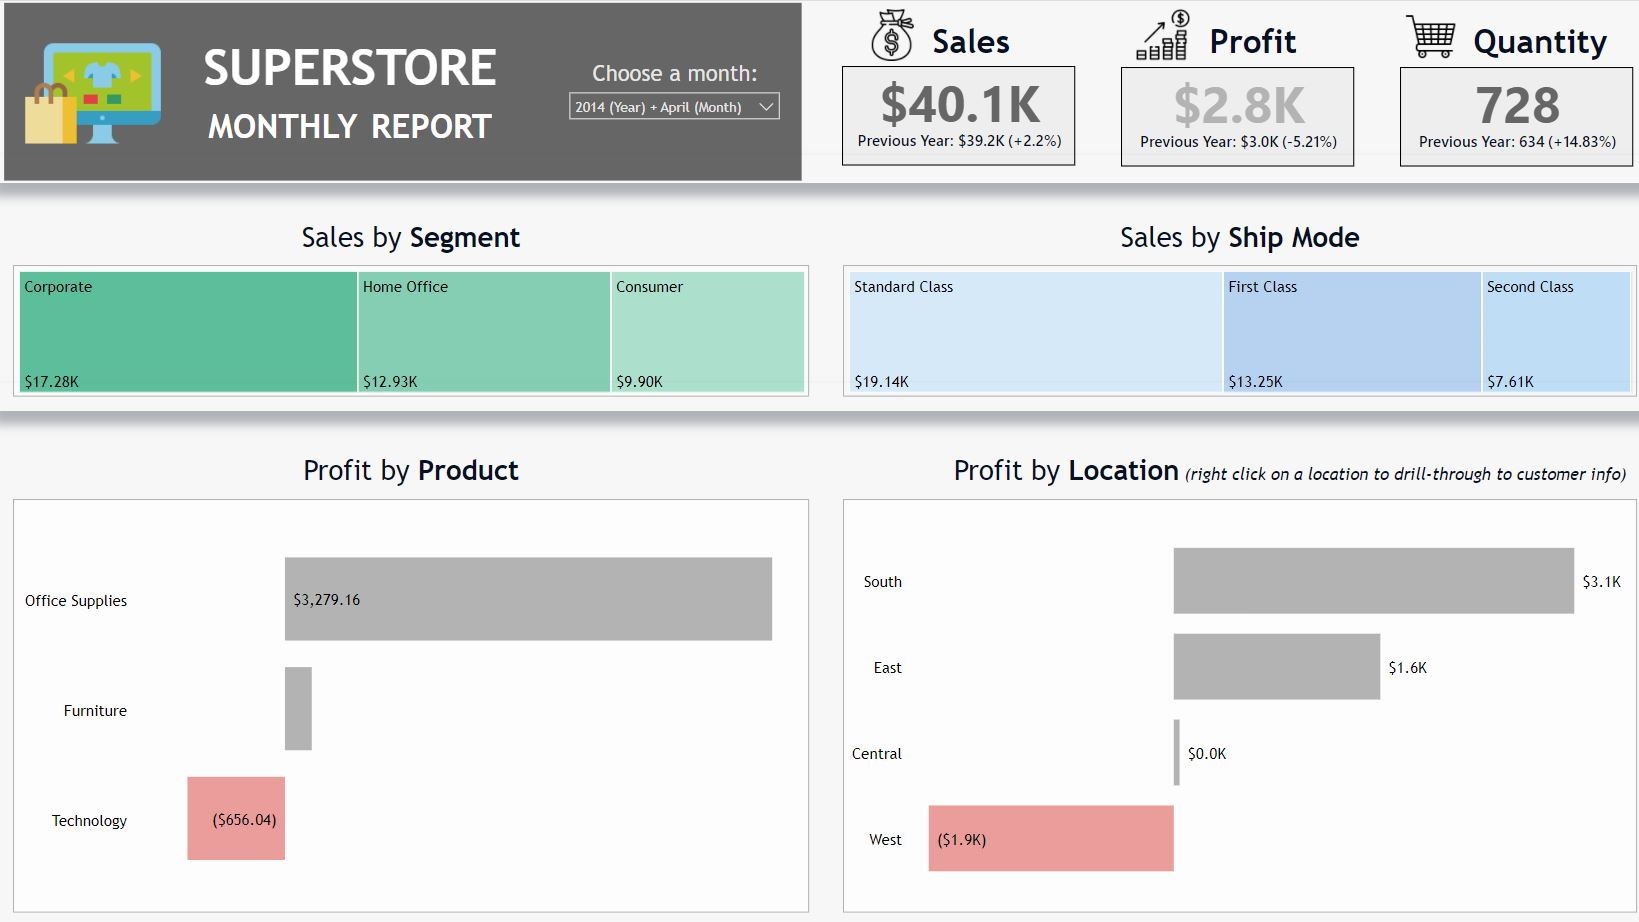 SUPERSTORE
MONTHLY REPORT
Choose a month:
2014 (Year) + April (Month)
Sales
$40.1K
Previous Year: $39.2K (+2.2%)
Profit
$2.8K
Previous Year: $3.0K (-5.21%)
Quantity
728
Previous Year: 634 (+14.83%)
Sales by Segment
Corporate
$17.28K
Home Office
$12.93K
Consumer
$9.90K
Sales by Ship Mode
Standard Class
$19.14K
First Class
$13.25K
Second Class
$7.61K
Profit by Product
Office Supplies
$3,279.16
Furniture
Technology
($656.04)
Profit by Location (right click on a location to drill-through to customer info)
South
$3.1K
East
$1.6K
Central
$0.0K
West
($1.9K)